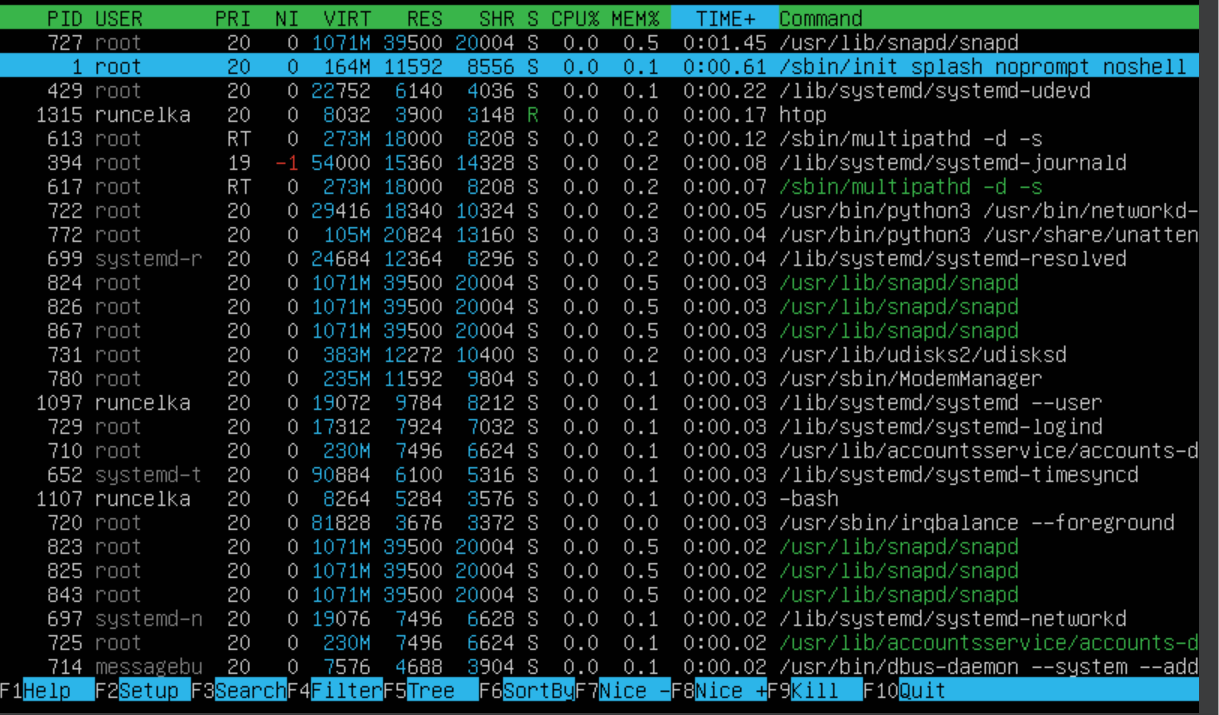 PID USER PRI NI VIRT RES SHR S CPU% MEM% TIME+ Command
727 root 20 0 1071M 39500 20004 S 0.0 0.5 0:01.45 /usr/lib/snapd/snapd
1 root 20 0 164M 11592 8556 S 0.0 0.1 0:00.61 /sbin/init splash noprompt noshell
429 root 20 0 22752 6140 4036 S 0.0 0.1 0:00.22 /lib/systemd/systemd-udevd
1315 runcelka 20 0 8032 3900 3148 R 0.0 0.0 0:00.17 htop
613 root RT 0 273M 18000 8208 S 0.0 0.2 0:00.12 /sbin/multipathd -d -s
394 root 19 -1 54000 15360 14328 S 0.0 0.2 0:00.08 /lib/systemd/systemd-journald
617 root RT 0 273M 18000 8208 S 0.0 0.2 0:00.07 /sbin/multipathd -d -s
722 root 20 0 29416 18340 10324 S 0.0 0.2 0:00.05 /usr/bin/python3 /usr/bin/networkd-
772 root 20 0 105M 20824 13160 S 0.0 0.3 0:00.04 /usr/bin/python3 /usr/share/unatten
699 systemd-r 20 0 24684 12364 8296 S 0.0 0.2 0:00.04 /lib/systemd/systemd-resolved
824 root 20 0 1071M 39500 20004 S 0.0 0.5 0:00.03 /usr/lib/snapd/snapd
826 root 20 0 1071M 39500 20004 S 0.0 0.5 0:00.03 /usr/lib/snapd/snapd
867 root 20 0 1071M 39500 20004 S 0.0 0.5 0:00.03 /usr/lib/snapd/snapd
731 root 20 0 383M 12272 10400 S 0.0 0.2 0:00.03 /usr/lib/udisks2/udisksd
780 root 20 0 235M 11592 9804 S 0.0 0.1 0:00.03 /usr/sbin/ModemManager
1097 runcelka 20 0 19072 9784 8212 S 0.0 0.1 0:00.03 /lib/systemd/systemd --user
729 root 20 0 17312 7924 7032 S 0.0 0.1 0:00.03 /lib/systemd/systemd-logind
710 root 20 0 230M 7496 6624 S 0.0 0.1 0:00.03 /usr/lib/accountsservice/accounts-d
652 systemd-t 20 0 90884 6100 5316 S 0.0 0.1 0:00.03 /lib/systemd/systemd-timesyncd
1107 runcelka 20 0 8264 5284 3576 S 0.0 0.1 0:00.03 -bash
720 root 20 0 81828 3676 3372 S 0.0 0.0 0:00.03 /usr/sbin/irqbalance --foreground
823 root 20 0 1071M 39500 20004 S 0.0 0.5 0:00.02 /usr/lib/snapd/snapd
825 root 20 0 1071M 39500 20004 S 0.0 0.5 0:00.02 /usr/lib/snapd/snapd
843 root 20 0 1071M 39500 20004 S 0.0 0.5 0:00.02 /usr/lib/snapd/snapd
697 systemd-n 20 0 19076 7496 6628 S 0.0 0.1 0:00.02 /lib/systemd/systemd-networkd
725 root 20 0 230M 7496 6624 S 0.0 0.1 0:00.02 /usr/lib/accountsservice/accounts-d
714 messagebu 20 0 7576 4688 3904 S 0.0 0.1 0:00.02 /usr/bin/dbus-daemon --system --add
F1Help F2Setup F3SearchF4FilterF5Tree F6SortByF7Nice -F8Nice +F9Kill F10Quit